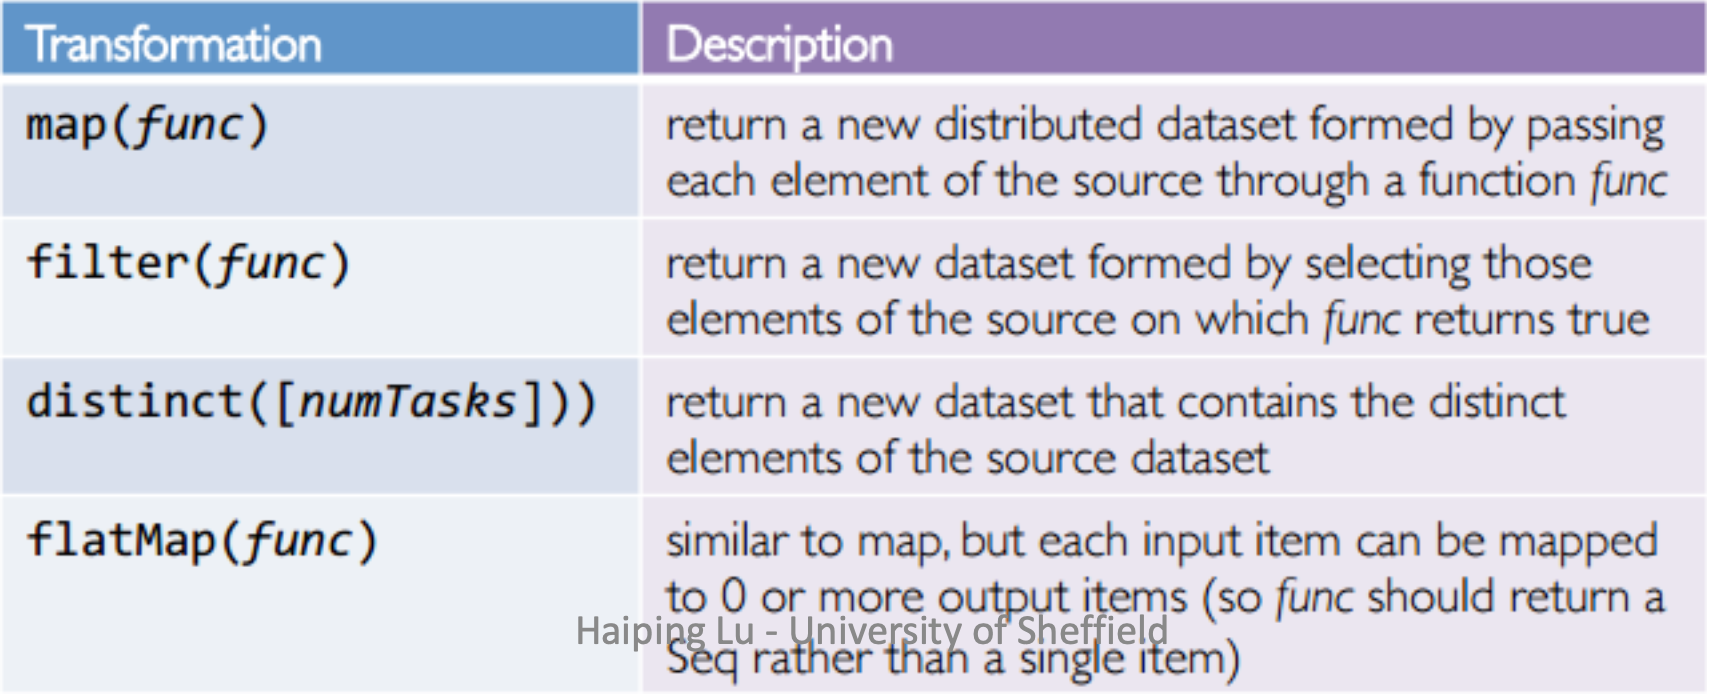 Transformation
Description
map(func)
return a new distributed dataset formed by passing
each element of the source through a function func
filter(func)
return a new dataset formed by selecting those
elements of the source on which func returns true
distinct([numTasks]))
return a new dataset that contains the distinct
elements of the source dataset
flatMap(func)
similar to map, but each input item can be mapped
to 0 or more output items (so func should return a
Seq rather than a single item)
Haiping Lu - University of Sheffield